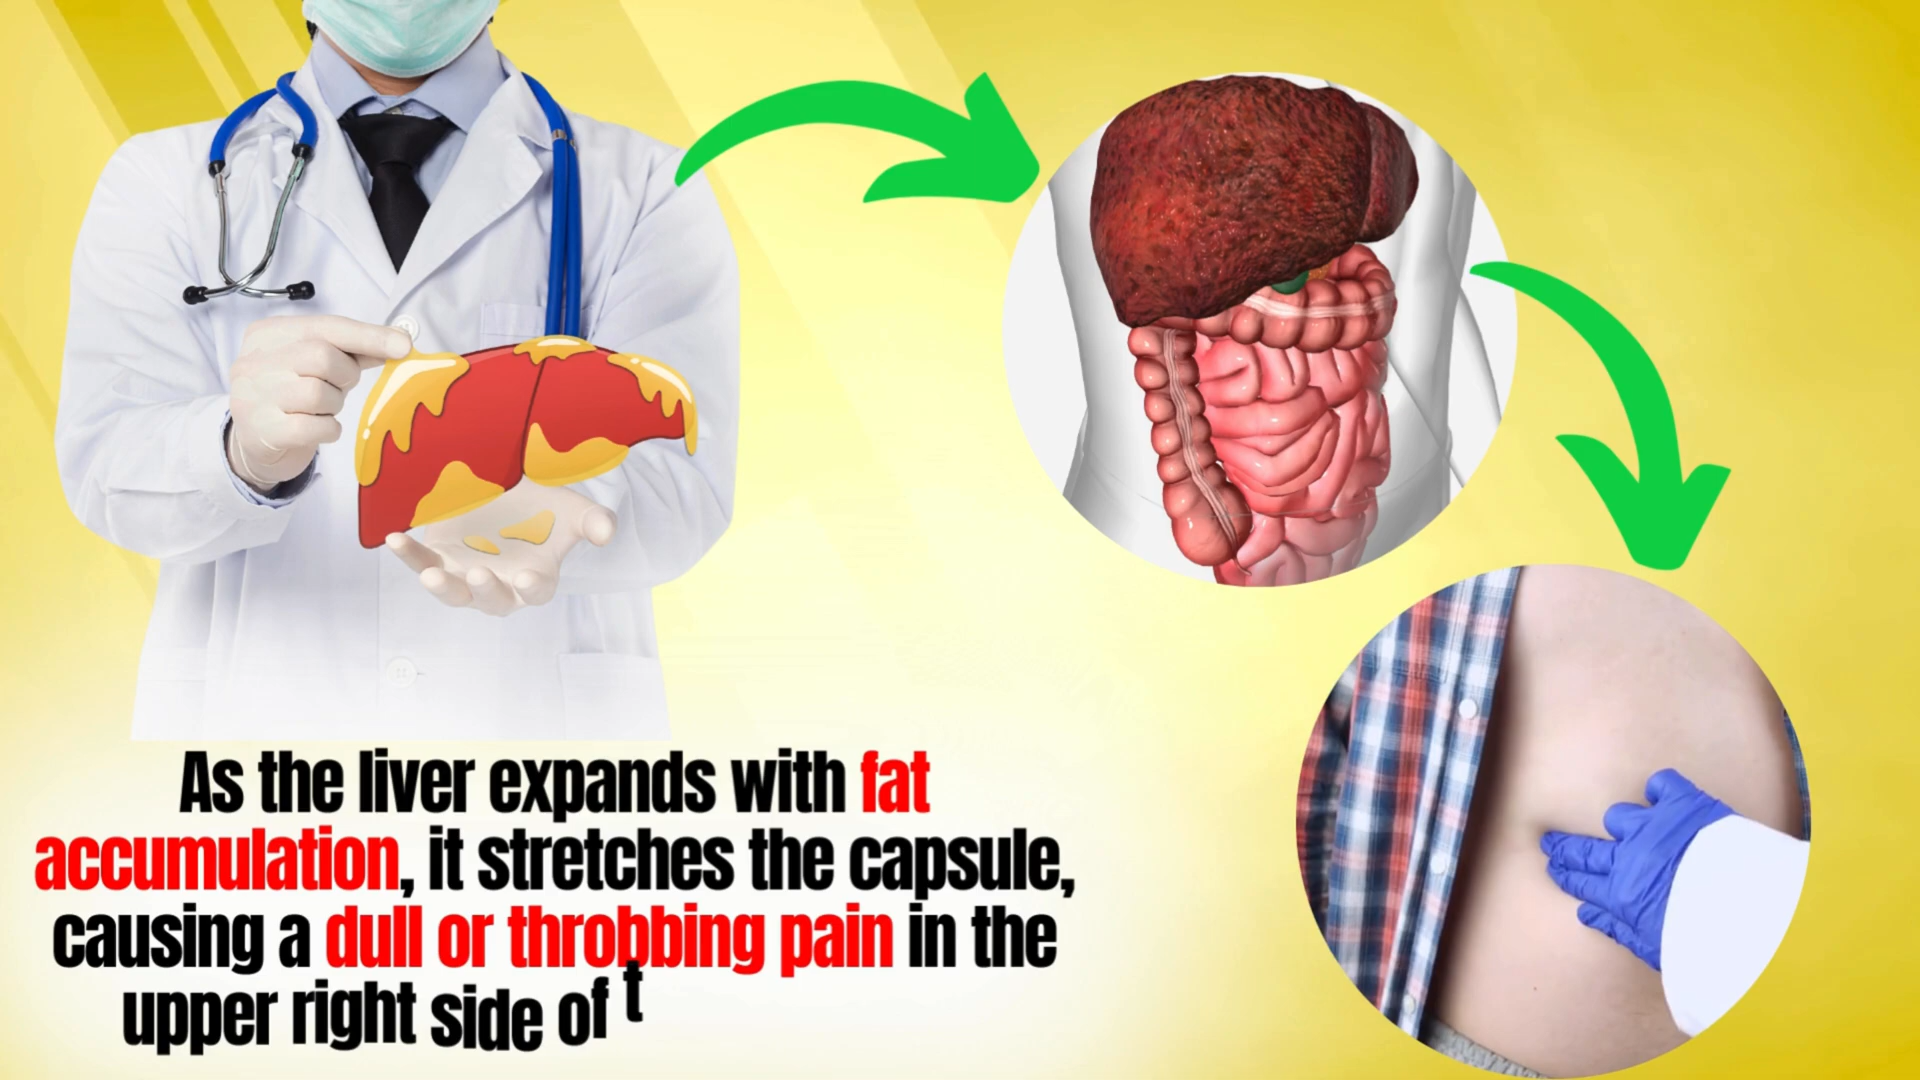 As the liver expands with fat
accumulation, it stretches the capsule,
causing a dull or throbbing pain in the
upper right side of t